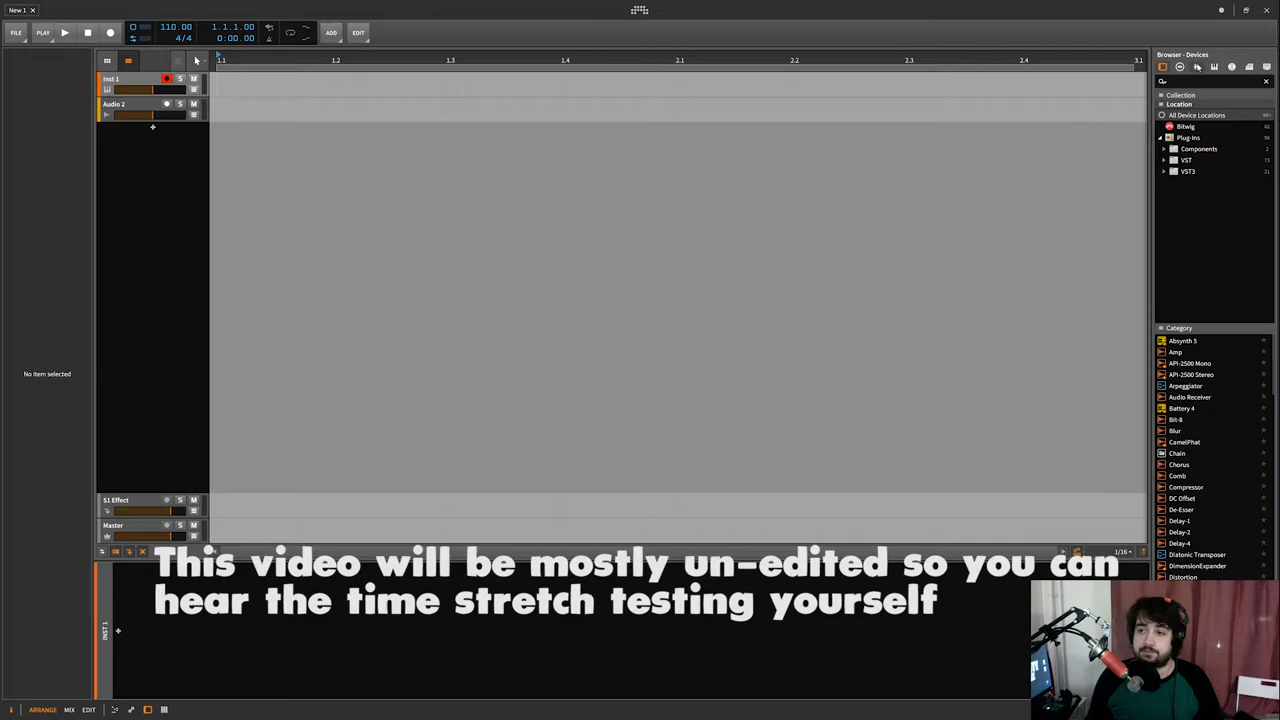 New 1 ×
FILE PLAY 110.00 1.1.1.00 ADD EDIT
4/4 0:00.00
Browser - Devices
1.1 1.2 1.3 1.4 2.1 2.2 2.3 2.4 3.1
Inst 1 S M
Audio 2 S M
+
Collection
Location
All Device Locations 99+
Bitwig 82
Plug-Ins 96
Components 2
VST 73
VST3 21
No item selected
Category
Absynth 5
Amp
API-2500 Mono
API-2500 Stereo
Arpeggiator
Audio Receiver
Battery 4
Bit-8
Blur
CamelPhat
Chain
Chorus
Comb
Compressor
DC Offset
De-Esser
Delay-1
Delay-2
Delay-4
Diatonic Transposer
DimensionExpander
Distortion
S1 Effect S M
Master S M
1/16
This video will be mostly un-edited so you can
hear the time stretch testing yourself
INST 1
+
ARRANGE MIX EDIT